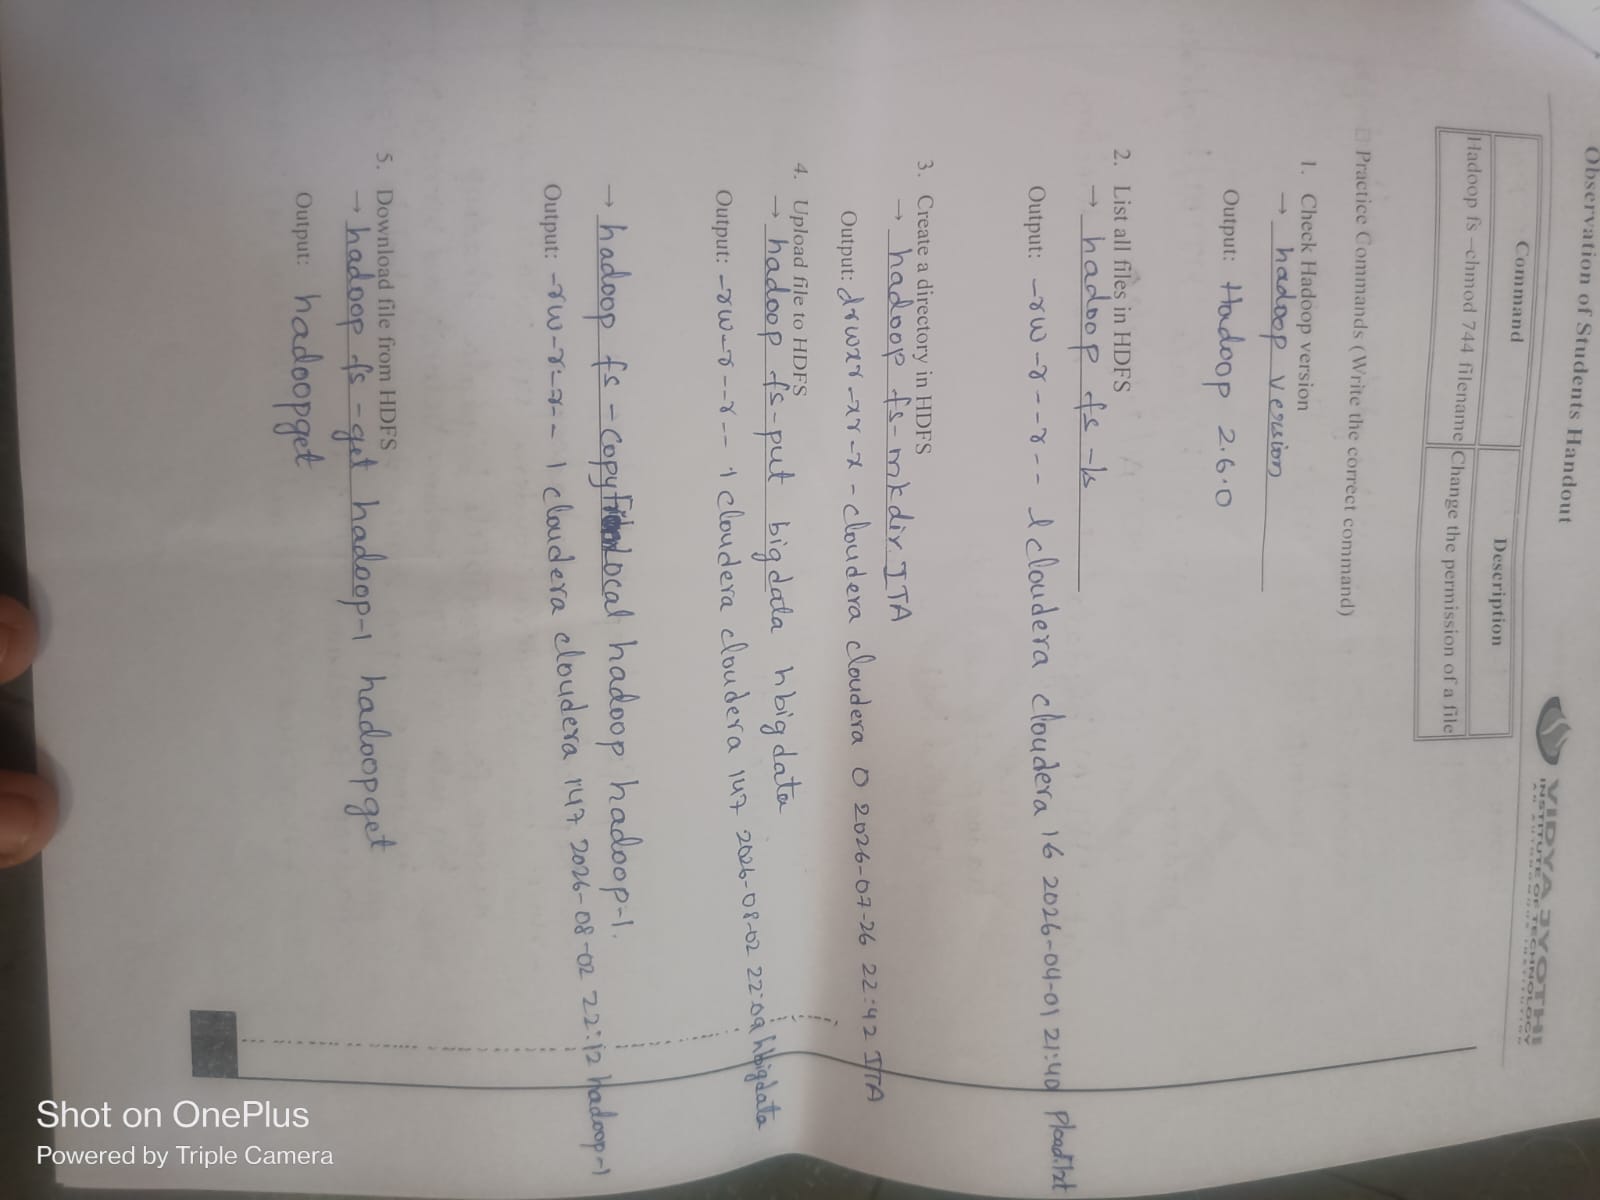 Observation of Students Handout
VIDYA JYOTHI
INSTITUTE OF TECHNOLOGY
Command Description
Hadoop fs –chmod 744 filename Change the permission of a file
Practice Commands (Write the correct command)
1. Check Hadoop version
→ hadoop version
Output: Hadoop 2.6.0
2. List all files in HDFS
→ hadoop fs -ls
Output: -rw-r--r-- 1 cloudera cloudera 16 2026-04-01 21:40
3. Create a directory in HDFS
→ hadoop fs-mkdir ITA
Output: drwxr-xr-x - cloudera cloudera 0 2026-07-26 22:42 ITA
4. Upload file to HDFS
→ hadoop fs-put bigdata hbigdata
Output: -rw-r--r-- 1 cloudera cloudera 147 2026-08-02 22:09 hbigdata
→ hadoop fs -copyFromLocal hadoop hadoop-1.
Output: -rw-r-r-- 1 cloudera cloudera 147 2026-08-02 22:12 hadoop-1
5. Download file from HDFS
→ hadoop fs-get hadoop-1 hadoopget
Output: hadoopget
Shot on OnePlus
Powered by Triple Camera